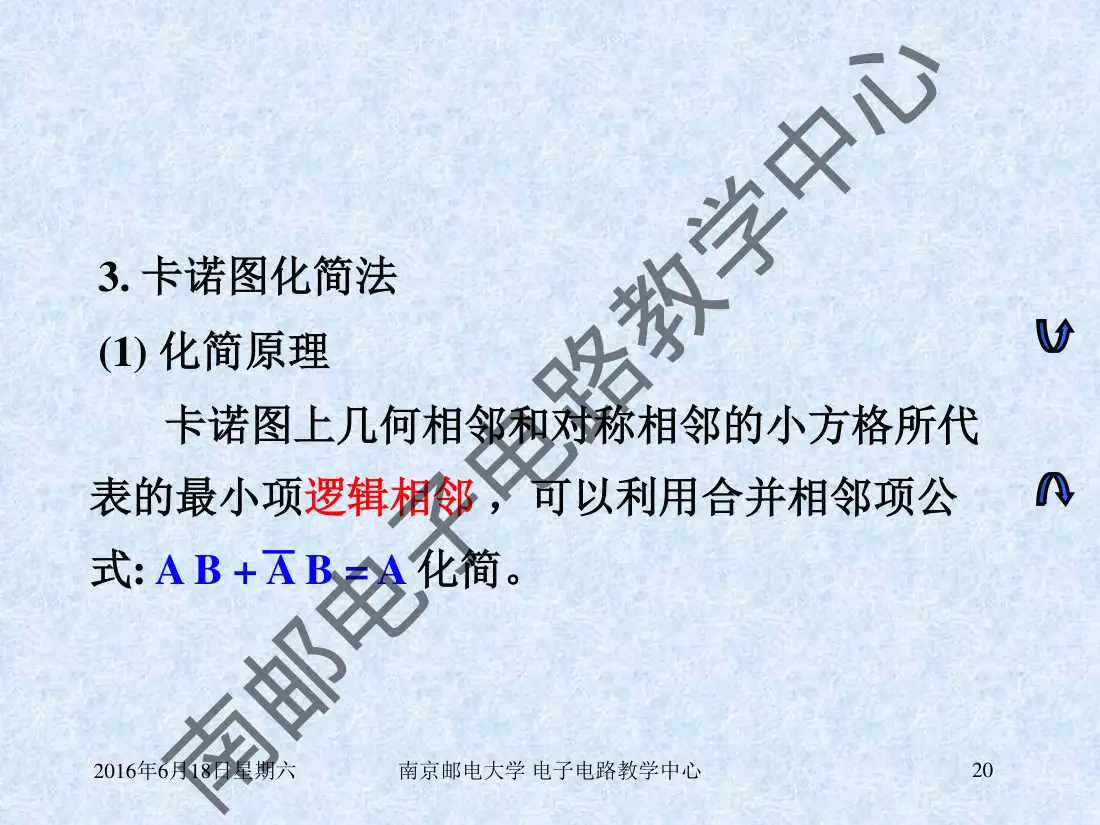 3. 卡诺图化简法
(1) 化简原理
卡诺图上几何相邻和对称相邻的小方格所代
表的最小项逻辑相邻 ，可以利用合并相邻项公
式: A B + A̅ B = A 化简。
南邮电子电路教学中心
2016年6月18日星期六 南京邮电大学 电子电路教学中心 20